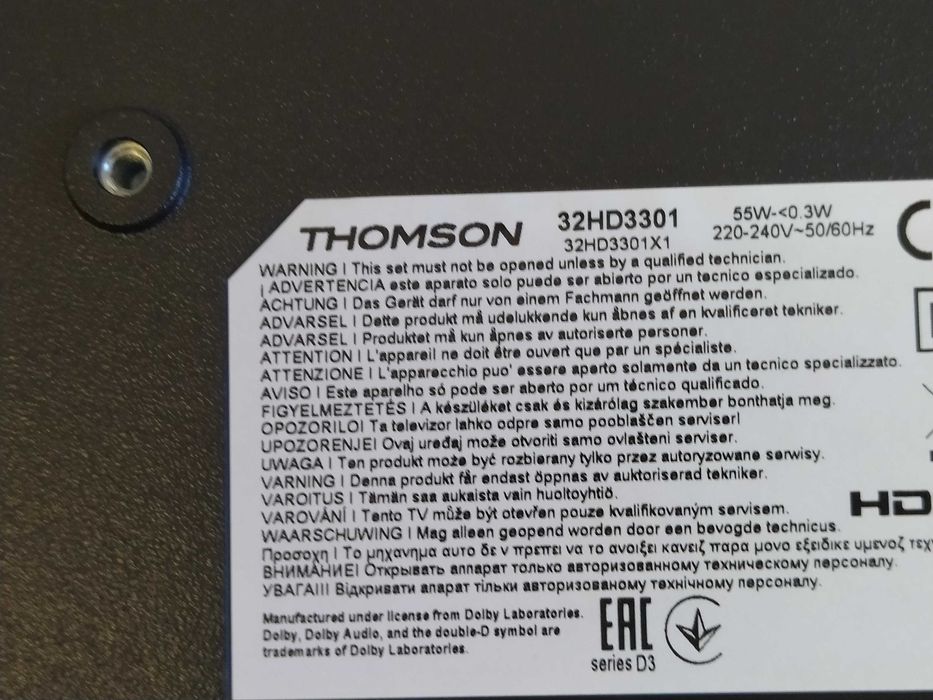 THOMSON 32HD3301 55W-<0.3W
32HD3301X1 220-240V~50/60Hz
WARNING ! This set must not be opened unless by a qualified technician.
¡ ADVERTENCIA este aparato solo puede ser abierto por un tecnico especializado.
ACHTUNG ! Das Gerät darf nur von einem Fachmann geöffnet werden.
ADVARSEL ! Dette produkt må udelukkende kun åbnes af en kvalificeret tekniker.
ADVARSEL ! Produktet må kun åpnes av autoriserte personer.
ATTENTION ! L'appareil ne doit être ouvert que par un spécialiste.
ATTENZIONE ! L'apparecchio puo' essere aperto solamente da un tecnico specializzato.
AVISO ! Este aparelho só pode ser aberto por um técnico qualificado.
FIGYELMEZTETÉS ! A készüléket csak és kizárólag szakember bonthatja meg.
OPOZORILO! Ta televizor lahko odpre samo pooblaščen serviser!
UPOZORENJE! Ovaj uređaj može otvoriti samo ovlašteni serviser.
UWAGA ! Ten produkt może być rozbierany tylko przez autoryzowane serwisy.
VARNING ! Denna produkt får endast öppnas av auktoriserad tekniker.
VAROITUS ! Tämän saa aukaista vain huoltoyhtiö.
VAROVÁNÍ ! Tento TV může být otevřen pouze kvalifikovaným servisem.
WAARSCHUWING ! Mag alleen geopend worden door een bevogde technicus.
Προσοχη ! Το μηχανημα αυτο δε ν πρεπει να το ανοιξει κανειζ παρα μονο εξειδικε υμενοζ τεχ
ВНИМАНИЕ! Открывать аппарат только авторизованному техническому персоналу.
УВАГА!!! Відкривати апарат тільки авторизованому технічному персоналу.
HD
Manufactured under license from Dolby Laboratories.
Dolby, Dolby Audio, and the double-D symbol are
trademarks of Dolby Laboratories.
EAC
series D3